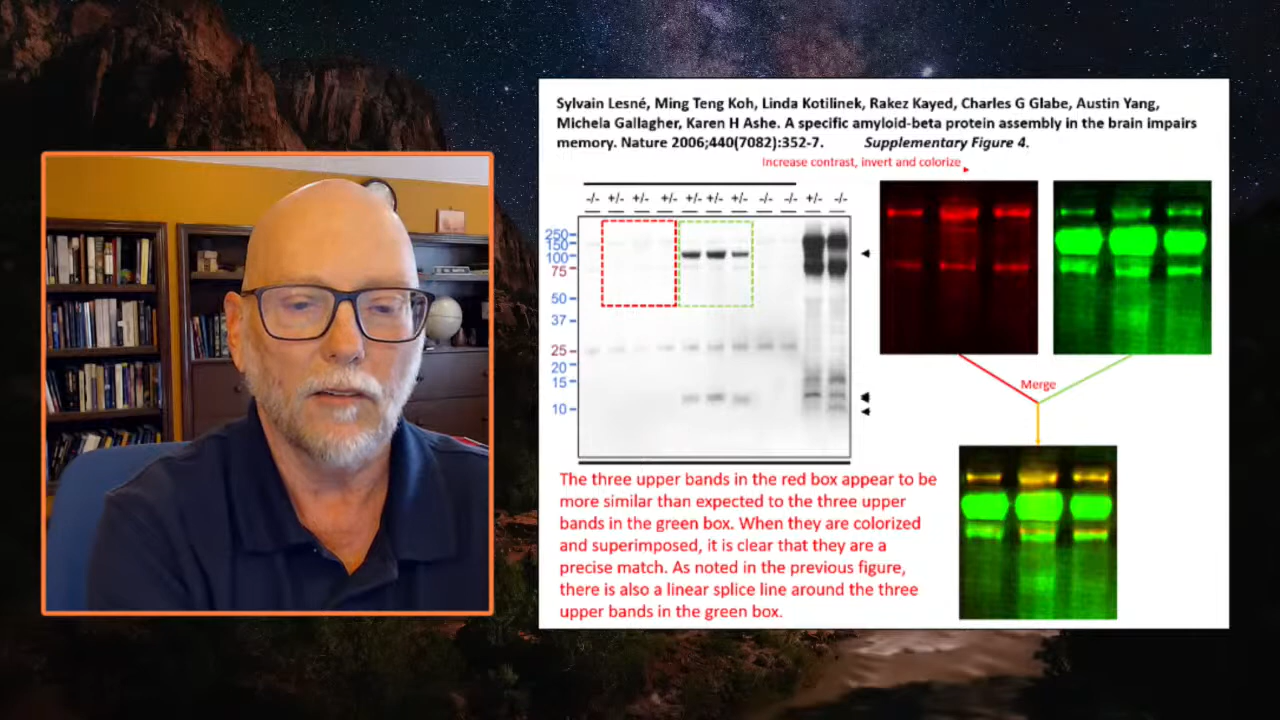 Sylvain Lesné, Ming Teng Koh, Linda Kotilinek, Rakez Kayed, Charles G Glabe, Austin Yang,
Michela Gallagher, Karen H Ashe. A specific amyloid-beta protein assembly in the brain impairs
memory. Nature 2006;440(7082):352-7. Supplementary Figure 4.
Increase contrast, invert and colorize
-/- +/- +/- +/- +/- +/- +/- -/- -/- +/- -/-
250
150
100
75
50
37
25
20
15
10
Merge
The three upper bands in the red box appear to be
more similar than expected to the three upper
bands in the green box. When they are colorized
and superimposed, it is clear that they are a
precise match. As noted in the previous figure,
there is also a linear splice line around the three
upper bands in the green box.